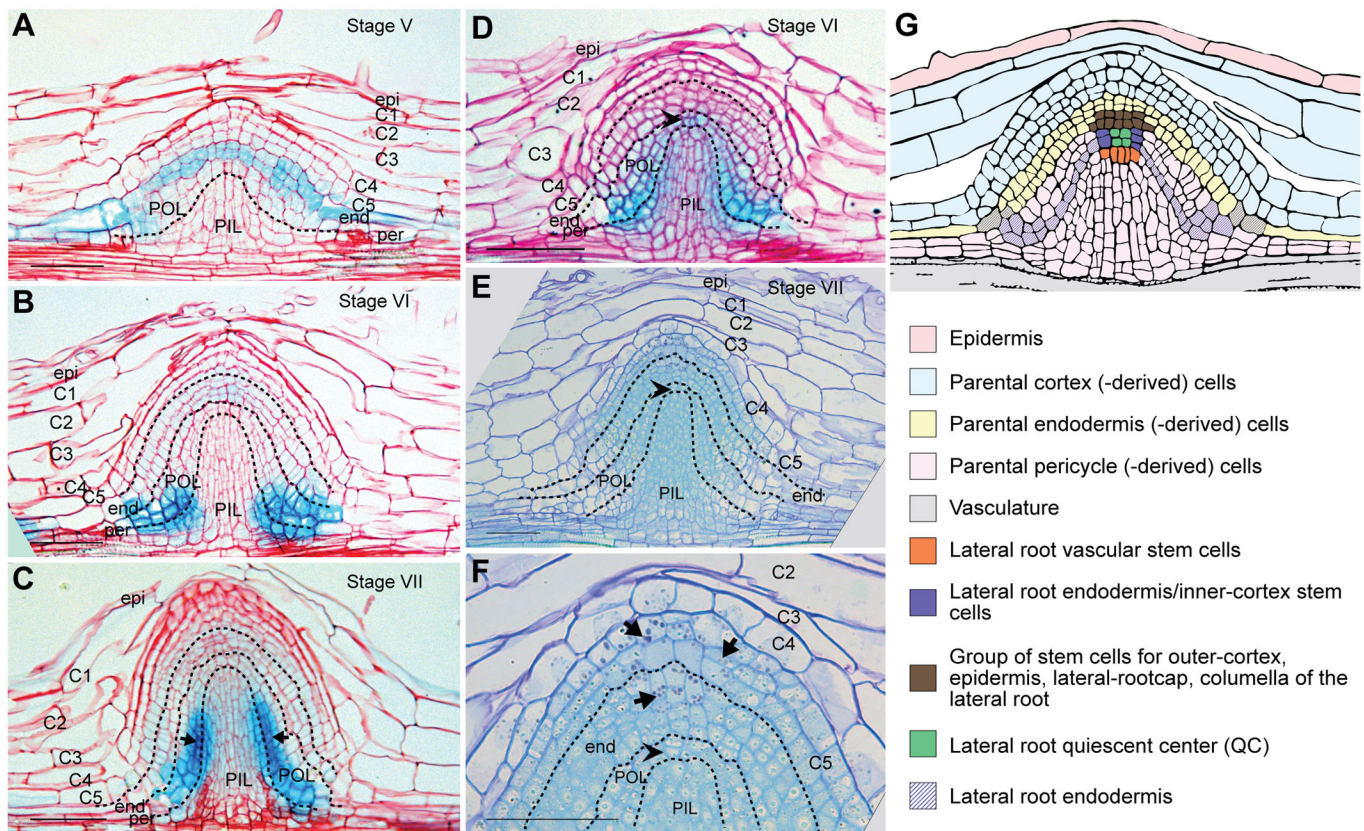 A
Stage V
epi
C1
C2
C3
C4
C5
POL
end
PIL
per
B
Stage VI
epi
C1
C2
C3
C4
C5
POL
end
PIL
per
C
Stage VII
epi
C1
C2
C3
C4
PIL
POL
C5
end
per
D
Stage VI
epi
C1
C2
C3
POL
C4
C5
PIL
end
per
E
Stage VII
epi
C1
C2
C3
C4
C5
POL
PIL
end
F
C2
C3
C4
end
C5
POL
PIL
G
Epidermis
Parental cortex (-derived) cells
Parental endodermis (-derived) cells
Parental pericycle (-derived) cells
Vasculature
Lateral root vascular stem cells
Lateral root endodermis/inner-cortex stem
cells
Group of stem cells for outer-cortex,
epidermis, lateral-rootcap, columella of the
lateral root
Lateral root quiescent center (QC)
Lateral root endodermis